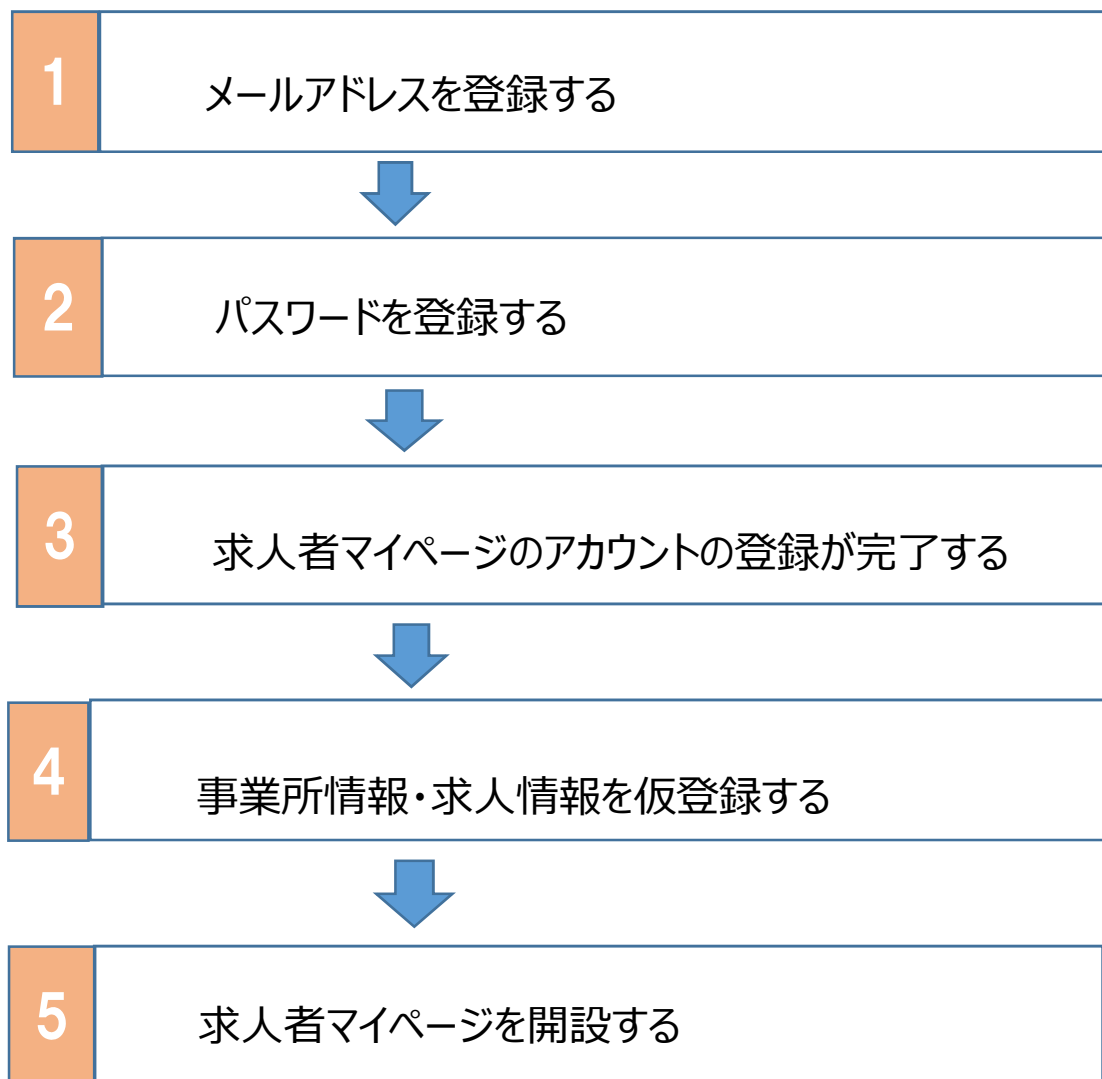 1
メールアドレスを登録する
2
パスワードを登録する
3
求人者マイページのアカウントの登録が完了する
4
事業所情報・求人情報を仮登録する
5
求人者マイページを開設する